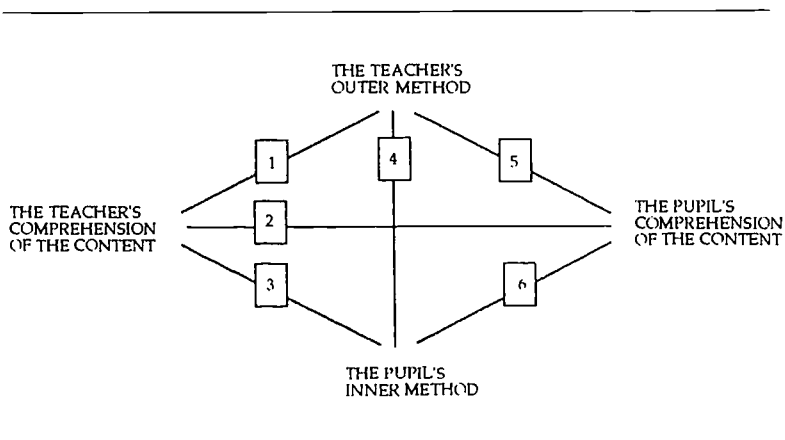 THE TEACHER'S
OUTER METHOD
1
4
5
THE TEACHER'S
COMPREHENSION
OF THE CONTENT
2
THE PUPIL'S
COMPREHENSION
OF THE CONTENT
3
6
THE PUPIL'S
INNER METHOD